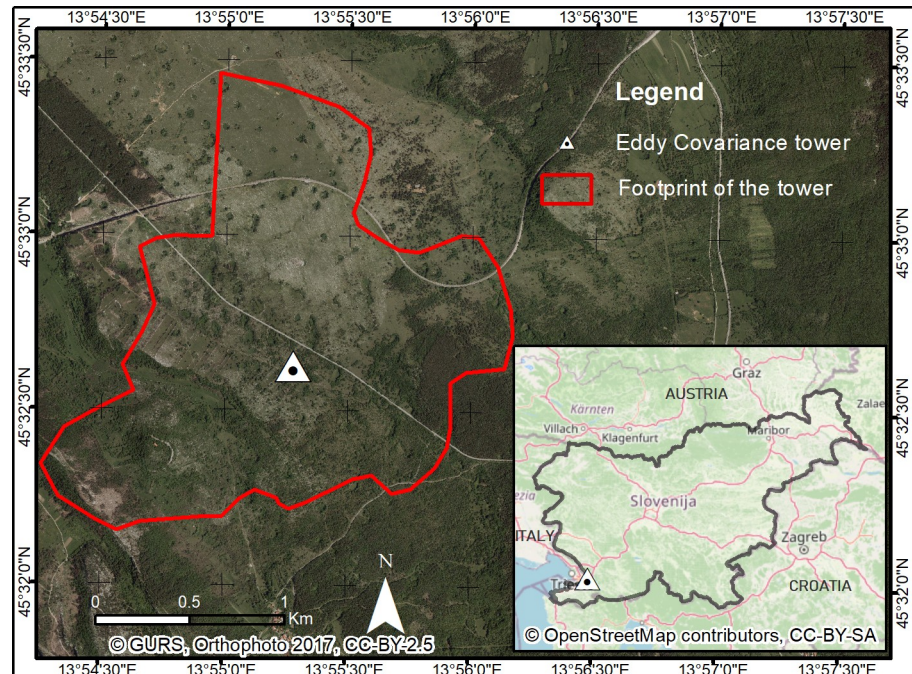 13°54'30"E 13°55'0"E 13°55'30"E 13°56'0"E 13°56'30"E 13°57'0"E 13°57'30"E
45°33'30"N 45°33'30"N
Legend
Eddy Covariance tower
Footprint of the tower
45°33'0"N 45°33'0"N
45°32'30"N 45°32'30"N
AUSTRIA
Graz
Kärnten
Villach
Klagenfurt
Maribor
Zalae
Slovenija
ezia
ITALY
Zagreb
Trie
CROATIA
45°32'0"N 45°32'0"N
N
0 0.5 1
Km
© GURS, Orthophoto 2017, CC-BY-2.5
© OpenStreetMap contributors, CC-BY-SA
13°54'30"E 13°55'0"E 13°55'30"E 13°56'0"E 13°56'30"E 13°57'0"E 13°57'30"E